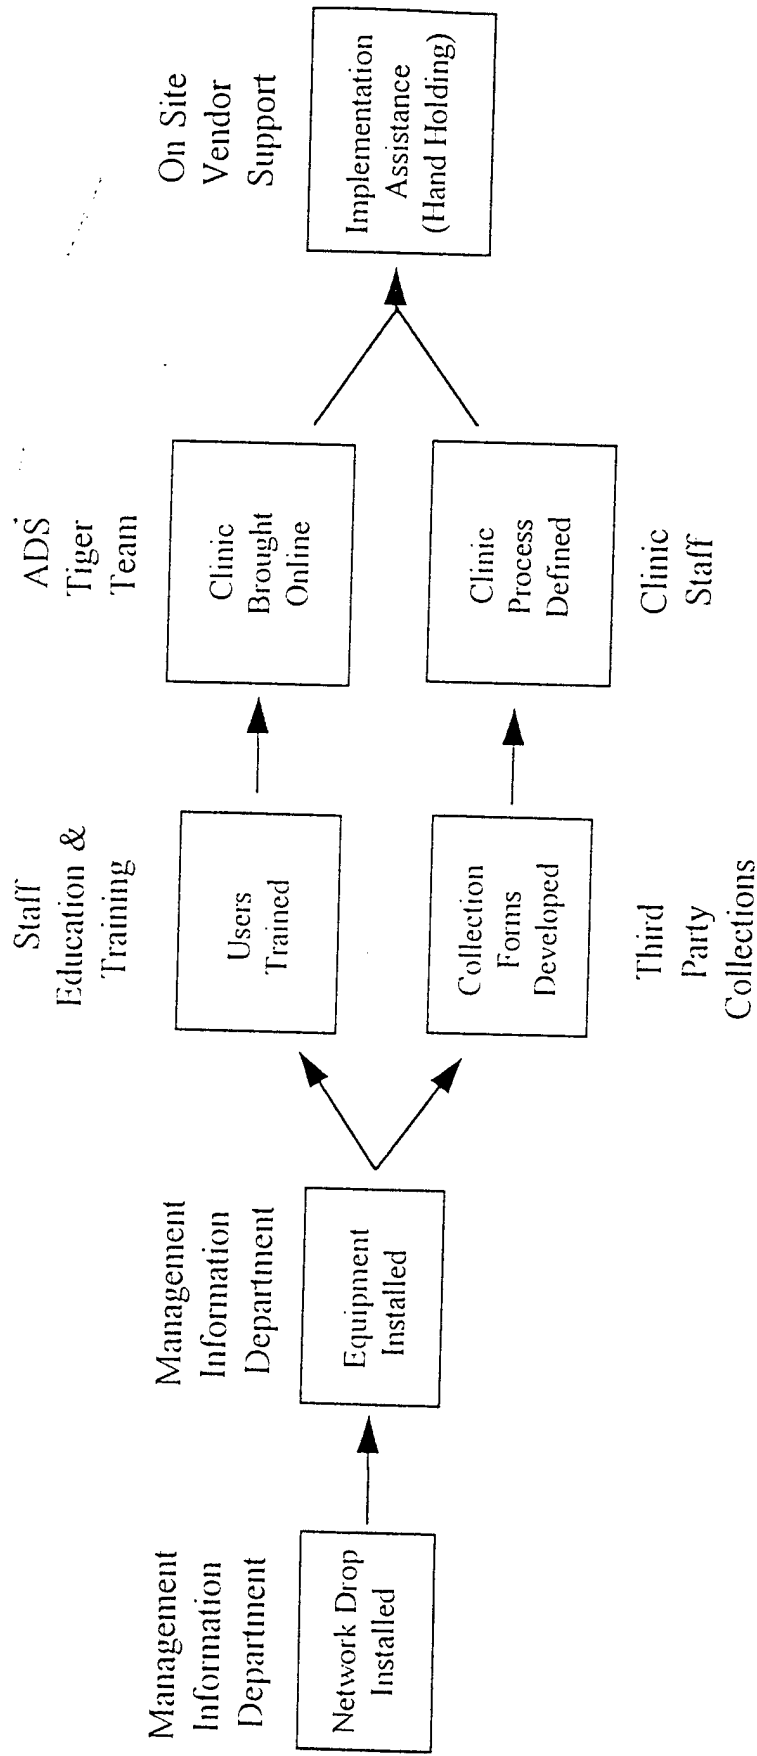 Management
Information
Department
Network Drop
Installed
Management
Information
Department
Equipment
Installed
Staff
Education &
Training
Users
Trained
Collection
Forms
Developed
Third
Party
Collections
ADS
Tiger
Team
Clinic
Brought
Online
Clinic
Process
Defined
Clinic
Staff
On Site
Vendor
Support
Implementation
Assistance
(Hand Holding)